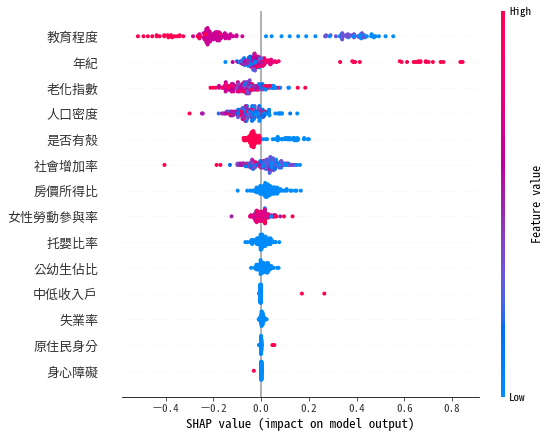 High
教育程度
年紀
老化指數
人口密度
是否有殼
社會增加率
房價所得比
女性勞動參與率
托嬰比率
公幼生佔比
中低收入戶
失業率
原住民身分
身心障礙
Feature value
Low
−0.4 −0.2 0.0 0.2 0.4 0.6 0.8
SHAP value (impact on model output)